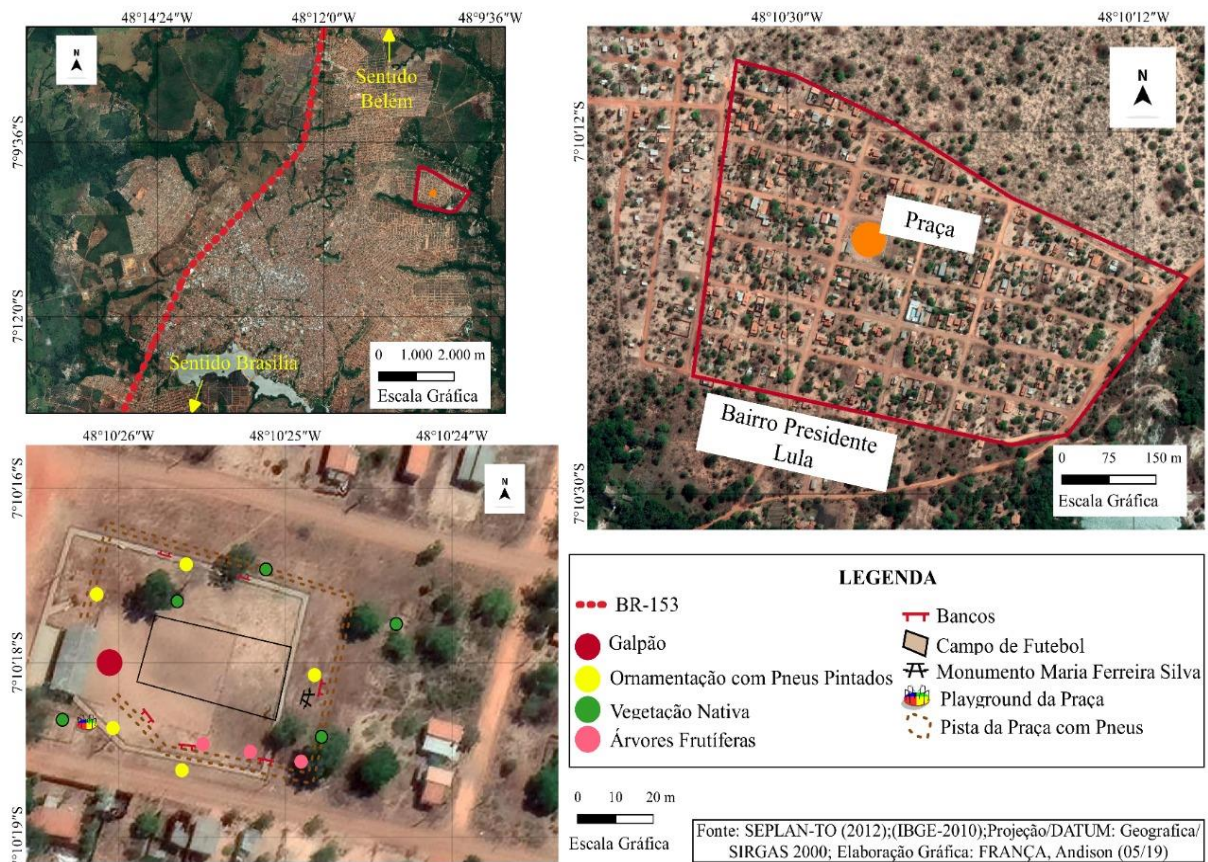 48°14'24"W
48°12'0"W
48°9'36"W
7°9'36"S
7°12'0"S
N
Sentido
Belém
Sentido Brasília
0 1.000 2.000 m
Escala Gráfica
48°10'30"W
48°10'12"W
7°10'12"S
7°10'30"S
N
Praça
Bairro Presidente
Lula
0 75 150 m
Escala Gráfica
48°10'26"W
48°10'25"W
48°10'24"W
7°10'16"S
7°10'18"S
7°10'19"S
N
LEGENDA
BR-153
Galpão
Ornamentação com Pneus Pintados
Vegetação Nativa
Árvores Frutíferas
Bancos
Campo de Futebol
Monumento Maria Ferreira Silva
Playground da Praça
Pista da Praça com Pneus
0 10 20 m
Escala Gráfica
Fonte: SEPLAN-TO (2012);(IBGE-2010);Projeção/DATUM: Geografica/
SIRGAS 2000; Elaboração Gráfica: FRANÇA, Andison (05/19)